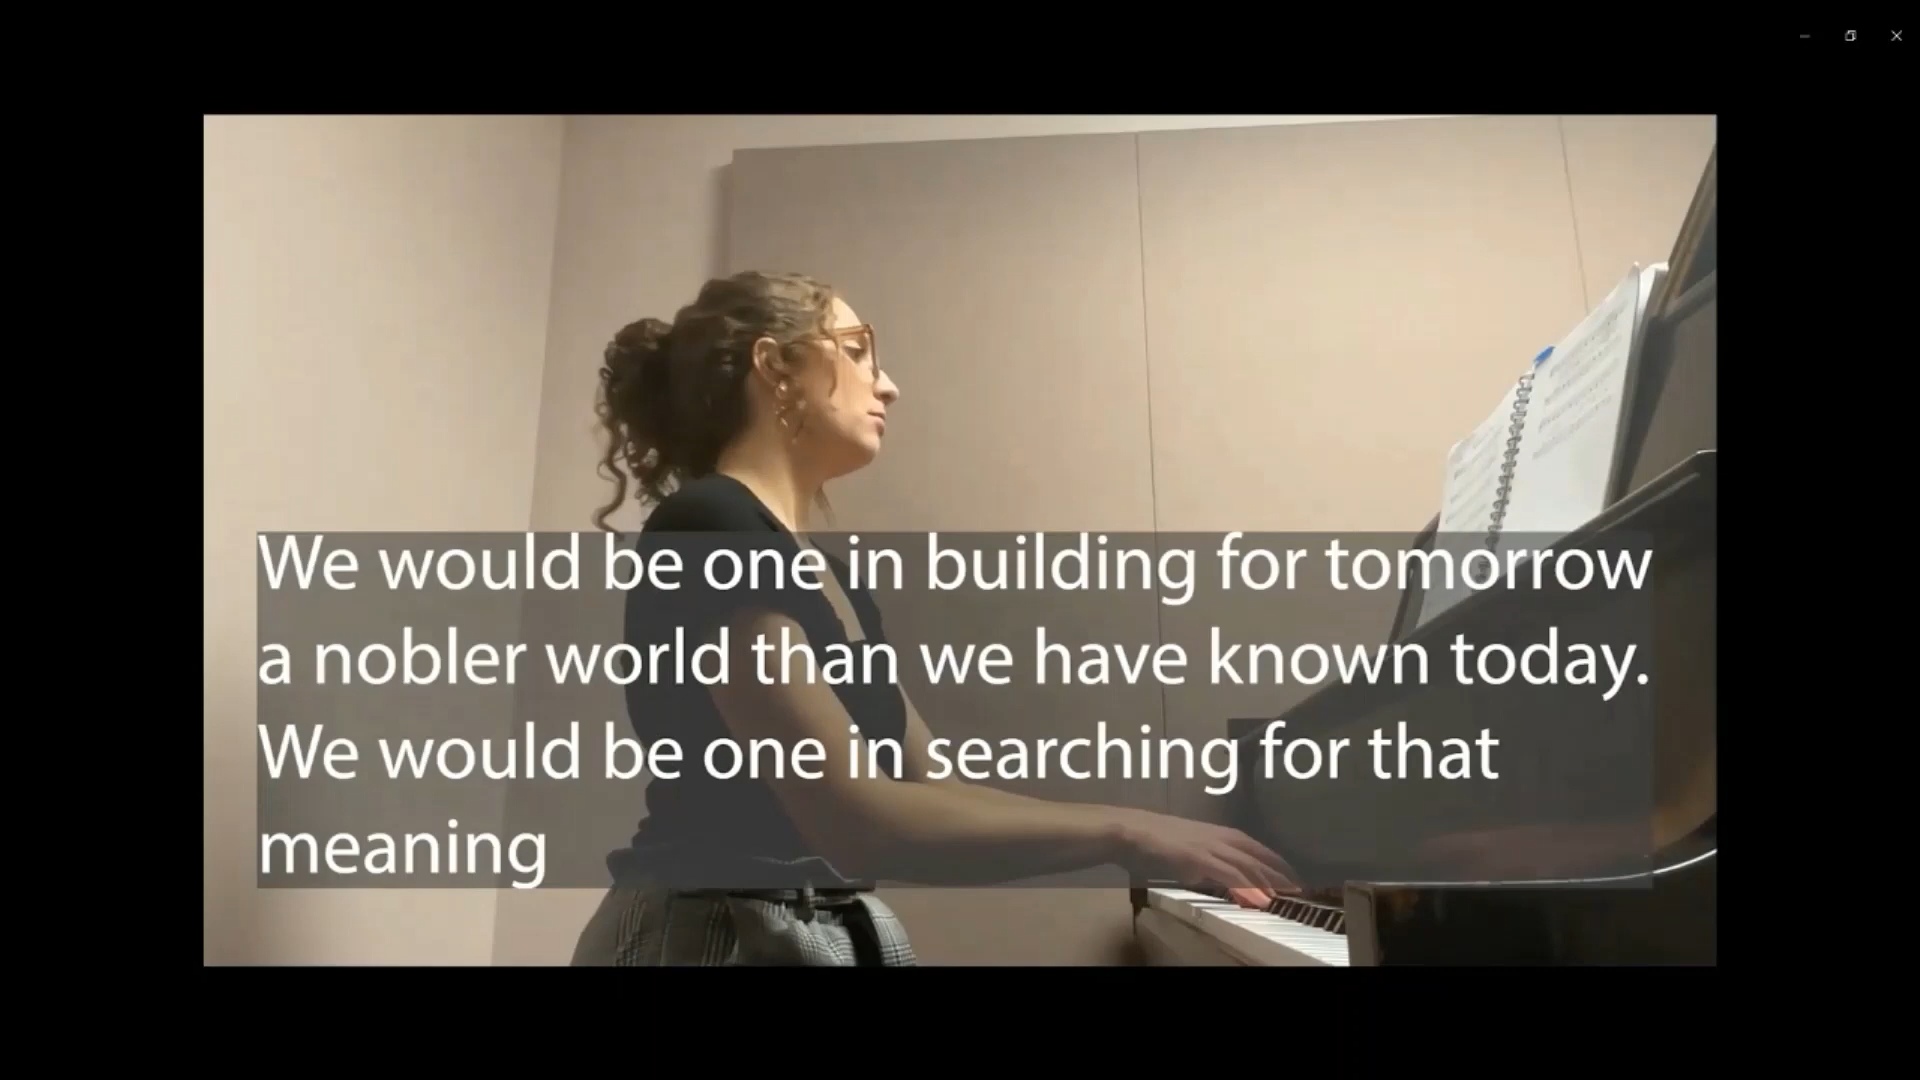 We would be one in building for tomorrow
a nobler world than we have known today.
We would be one in searching for that
meaning